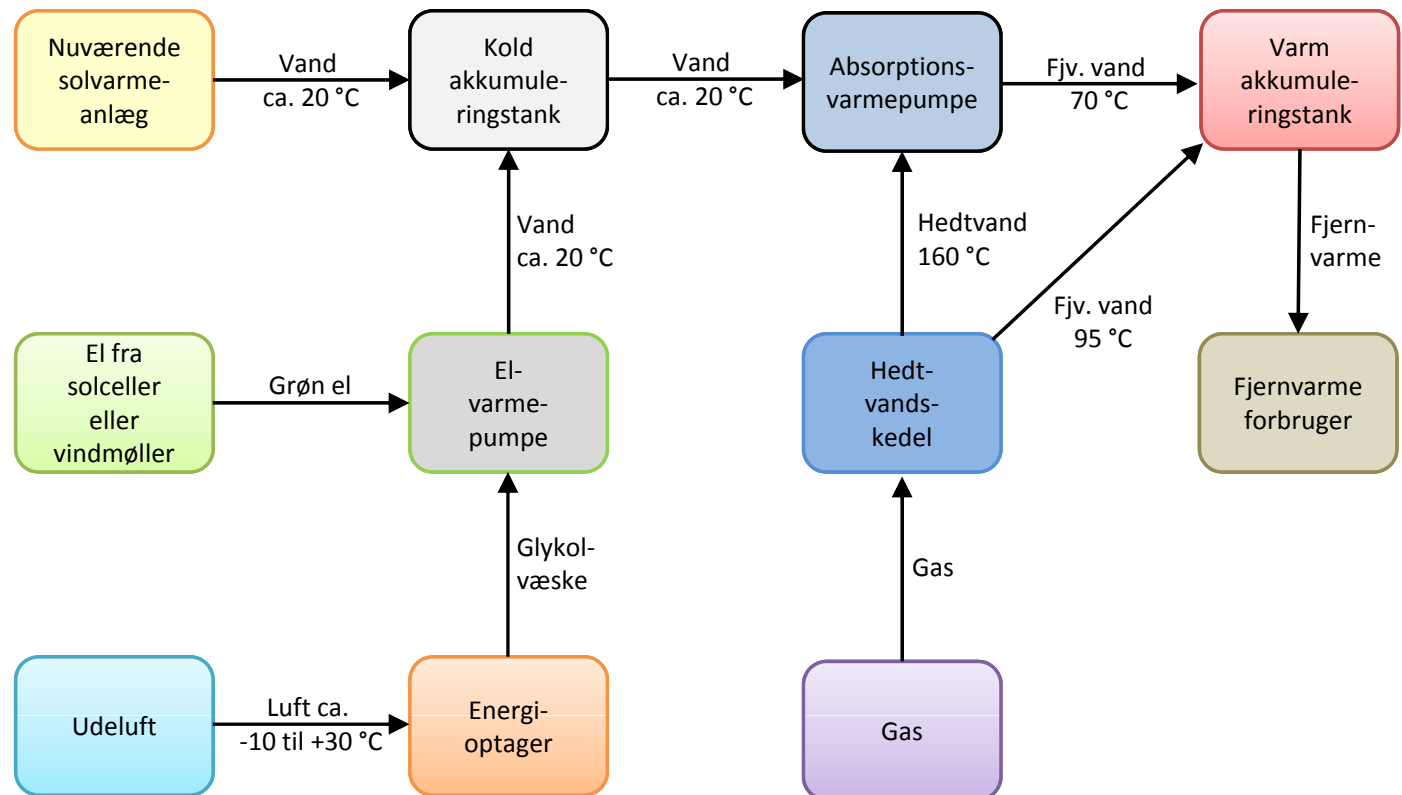 Nuværende
solvarme-
anlæg
Vand
ca. 20 °C
Kold
akkumule-
ringstank
Vand
ca. 20 °C
Absorptions-
varmepumpe
Fjv. vand
70 °C
Varm
akkumule-
ringstank
Vand
ca. 20 °C
Hedtvand
160 °C
Fjv. vand
95 °C
Fjern-
varme
El fra
solceller
eller
vindmøller
Grøn el
El-
varme-
pumpe
Hedt-
vands-
kedel
Fjernvarme
forbruger
Glykol-
væske
Gas
Udeluft
Luft ca.
-10 til +30 °C
Energi-
optager
Gas